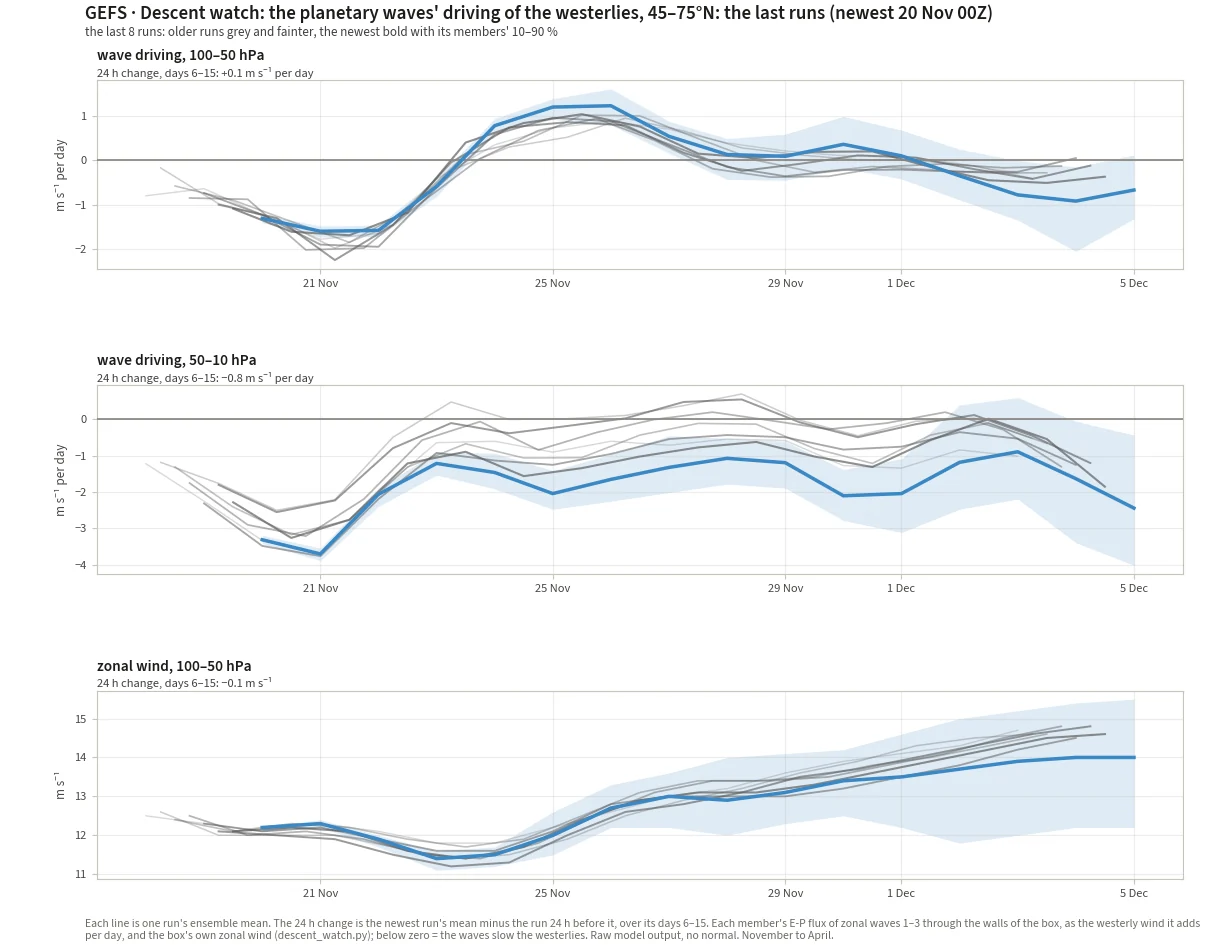 GEFS · Descent watch: the planetary waves' driving of the westerlies, 45–75°N: the last runs (newest 20 Nov 00Z)
the last 8 runs: older runs grey and fainter, the newest bold with its members' 10–90 %
wave driving, 100–50 hPa
24 h change, days 6–15: +0.1 m s⁻¹ per day
m s⁻¹ per day
1
0
−1
−2
21 Nov
25 Nov
29 Nov
1 Dec
5 Dec
wave driving, 50–10 hPa
24 h change, days 6–15: −0.8 m s⁻¹ per day
m s⁻¹ per day
0
−1
−2
−3
−4
21 Nov
25 Nov
29 Nov
1 Dec
5 Dec
zonal wind, 100–50 hPa
24 h change, days 6–15: −0.1 m s⁻¹
m s⁻¹
15
14
13
12
11
21 Nov
25 Nov
29 Nov
1 Dec
5 Dec
Each line is one run's ensemble mean. The 24 h change is the newest run's mean minus the run 24 h before it, over its days 6–15. Each member's E-P flux of zonal waves 1–3 through the walls of the box, as the westerly wind it adds
per day, and the box's own zonal wind (descent_watch.py); below zero = the waves slow the westerlies. Raw model output, no normal. November to April.